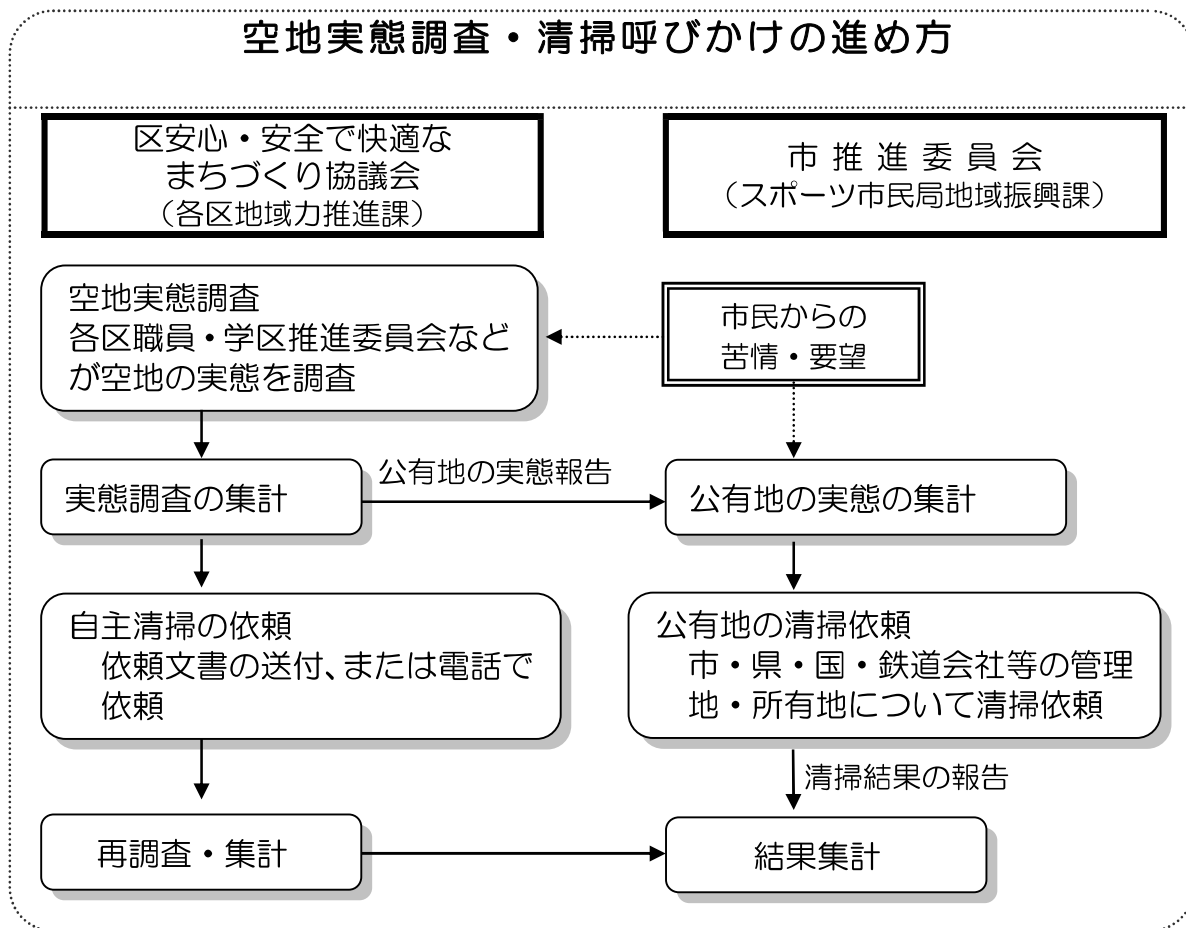 空地実態調査・清掃呼びかけの進め方
区安心・安全で快適な
まちづくり協議会
（各区地域力推進課）
市 推 進 委 員 会
（スポーツ市民局地域振興課）
空地実態調査
各区職員・学区推進委員会など
が空地の実態を調査
市民からの
苦情・要望
実態調査の集計
公有地の実態報告
公有地の実態の集計
自主清掃の依頼
依頼文書の送付、または電話で
依頼
公有地の清掃依頼
市・県・国・鉄道会社等の管理
地・所有地について清掃依頼
清掃結果の報告
再調査・集計
結果集計